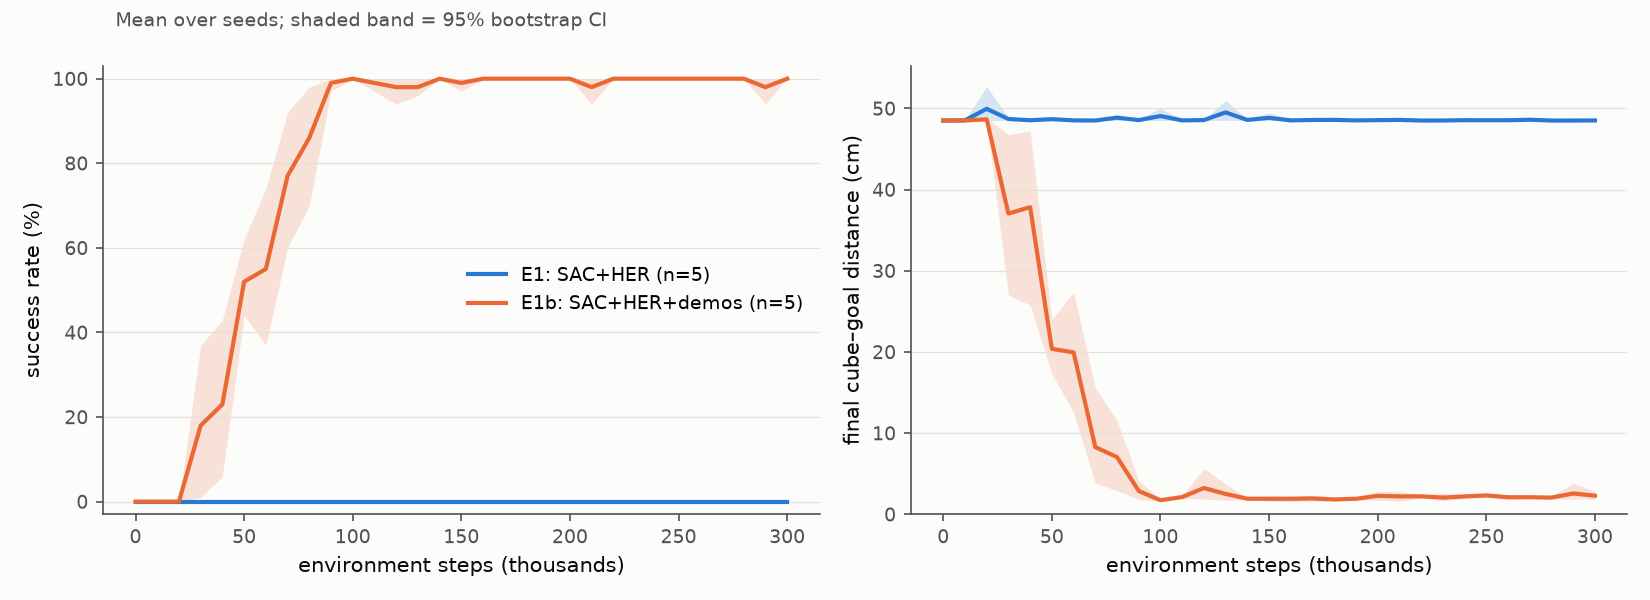 Mean over seeds; shaded band = 95% bootstrap CI
success rate (%)
100
80
60
40
20
0
E1: SAC+HER (n=5)
E1b: SAC+HER+demos (n=5)
0 50 100 150 200 250 300
environment steps (thousands)
final cube–goal distance (cm)
50
40
30
20
10
0
0 50 100 150 200 250 300
environment steps (thousands)